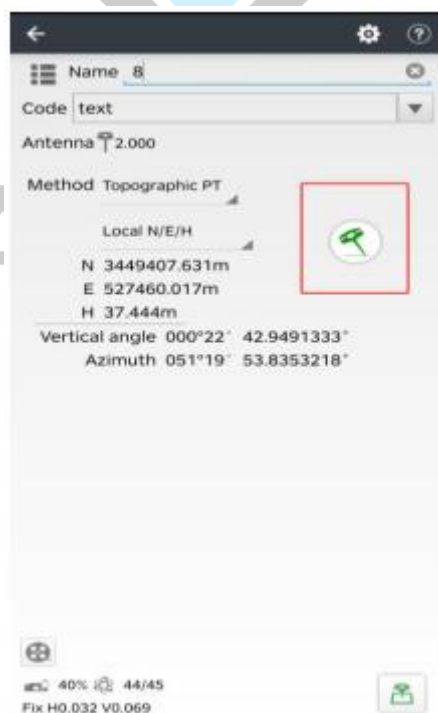 Name 8
Code text
Antenna 2.000
Method Topographic PT
Local N/E/H
N 3449407.631m
E 527460.017m
H 37.444m
Vertical angle 000°22′ 42.9491333″
Azimuth 051°19′ 53.8353218″
40% 44/45
Fix H0.032 V0.069